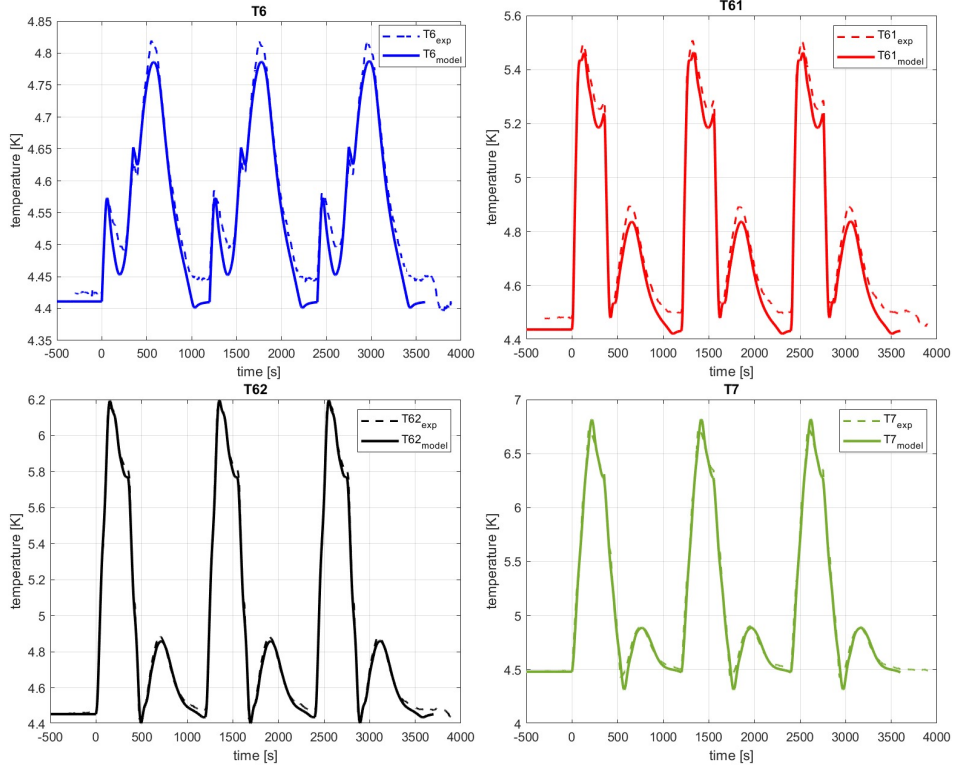 T6
4.85
4.8
4.75
4.7
4.65
4.6
4.55
4.5
4.45
4.4
4.35
temperature [K]
-500 0 500 1000 1500 2000 2500 3000 3500 4000
time [s]
T6exp
T6model
T61
5.6
5.4
5.2
5
4.8
4.6
4.4
temperature [K]
-500 0 500 1000 1500 2000 2500 3000 3500 4000
time [s]
T61exp
T61model
T62
6.2
6
5.8
5.6
5.4
5.2
5
4.8
4.6
4.4
temperature [K]
-500 0 500 1000 1500 2000 2500 3000 3500 4000
time [s]
T62exp
T62model
T7
7
6.5
6
5.5
5
4.5
4
temperature [K]
-500 0 500 1000 1500 2000 2500 3000 3500 4000
time [s]
T7exp
T7model